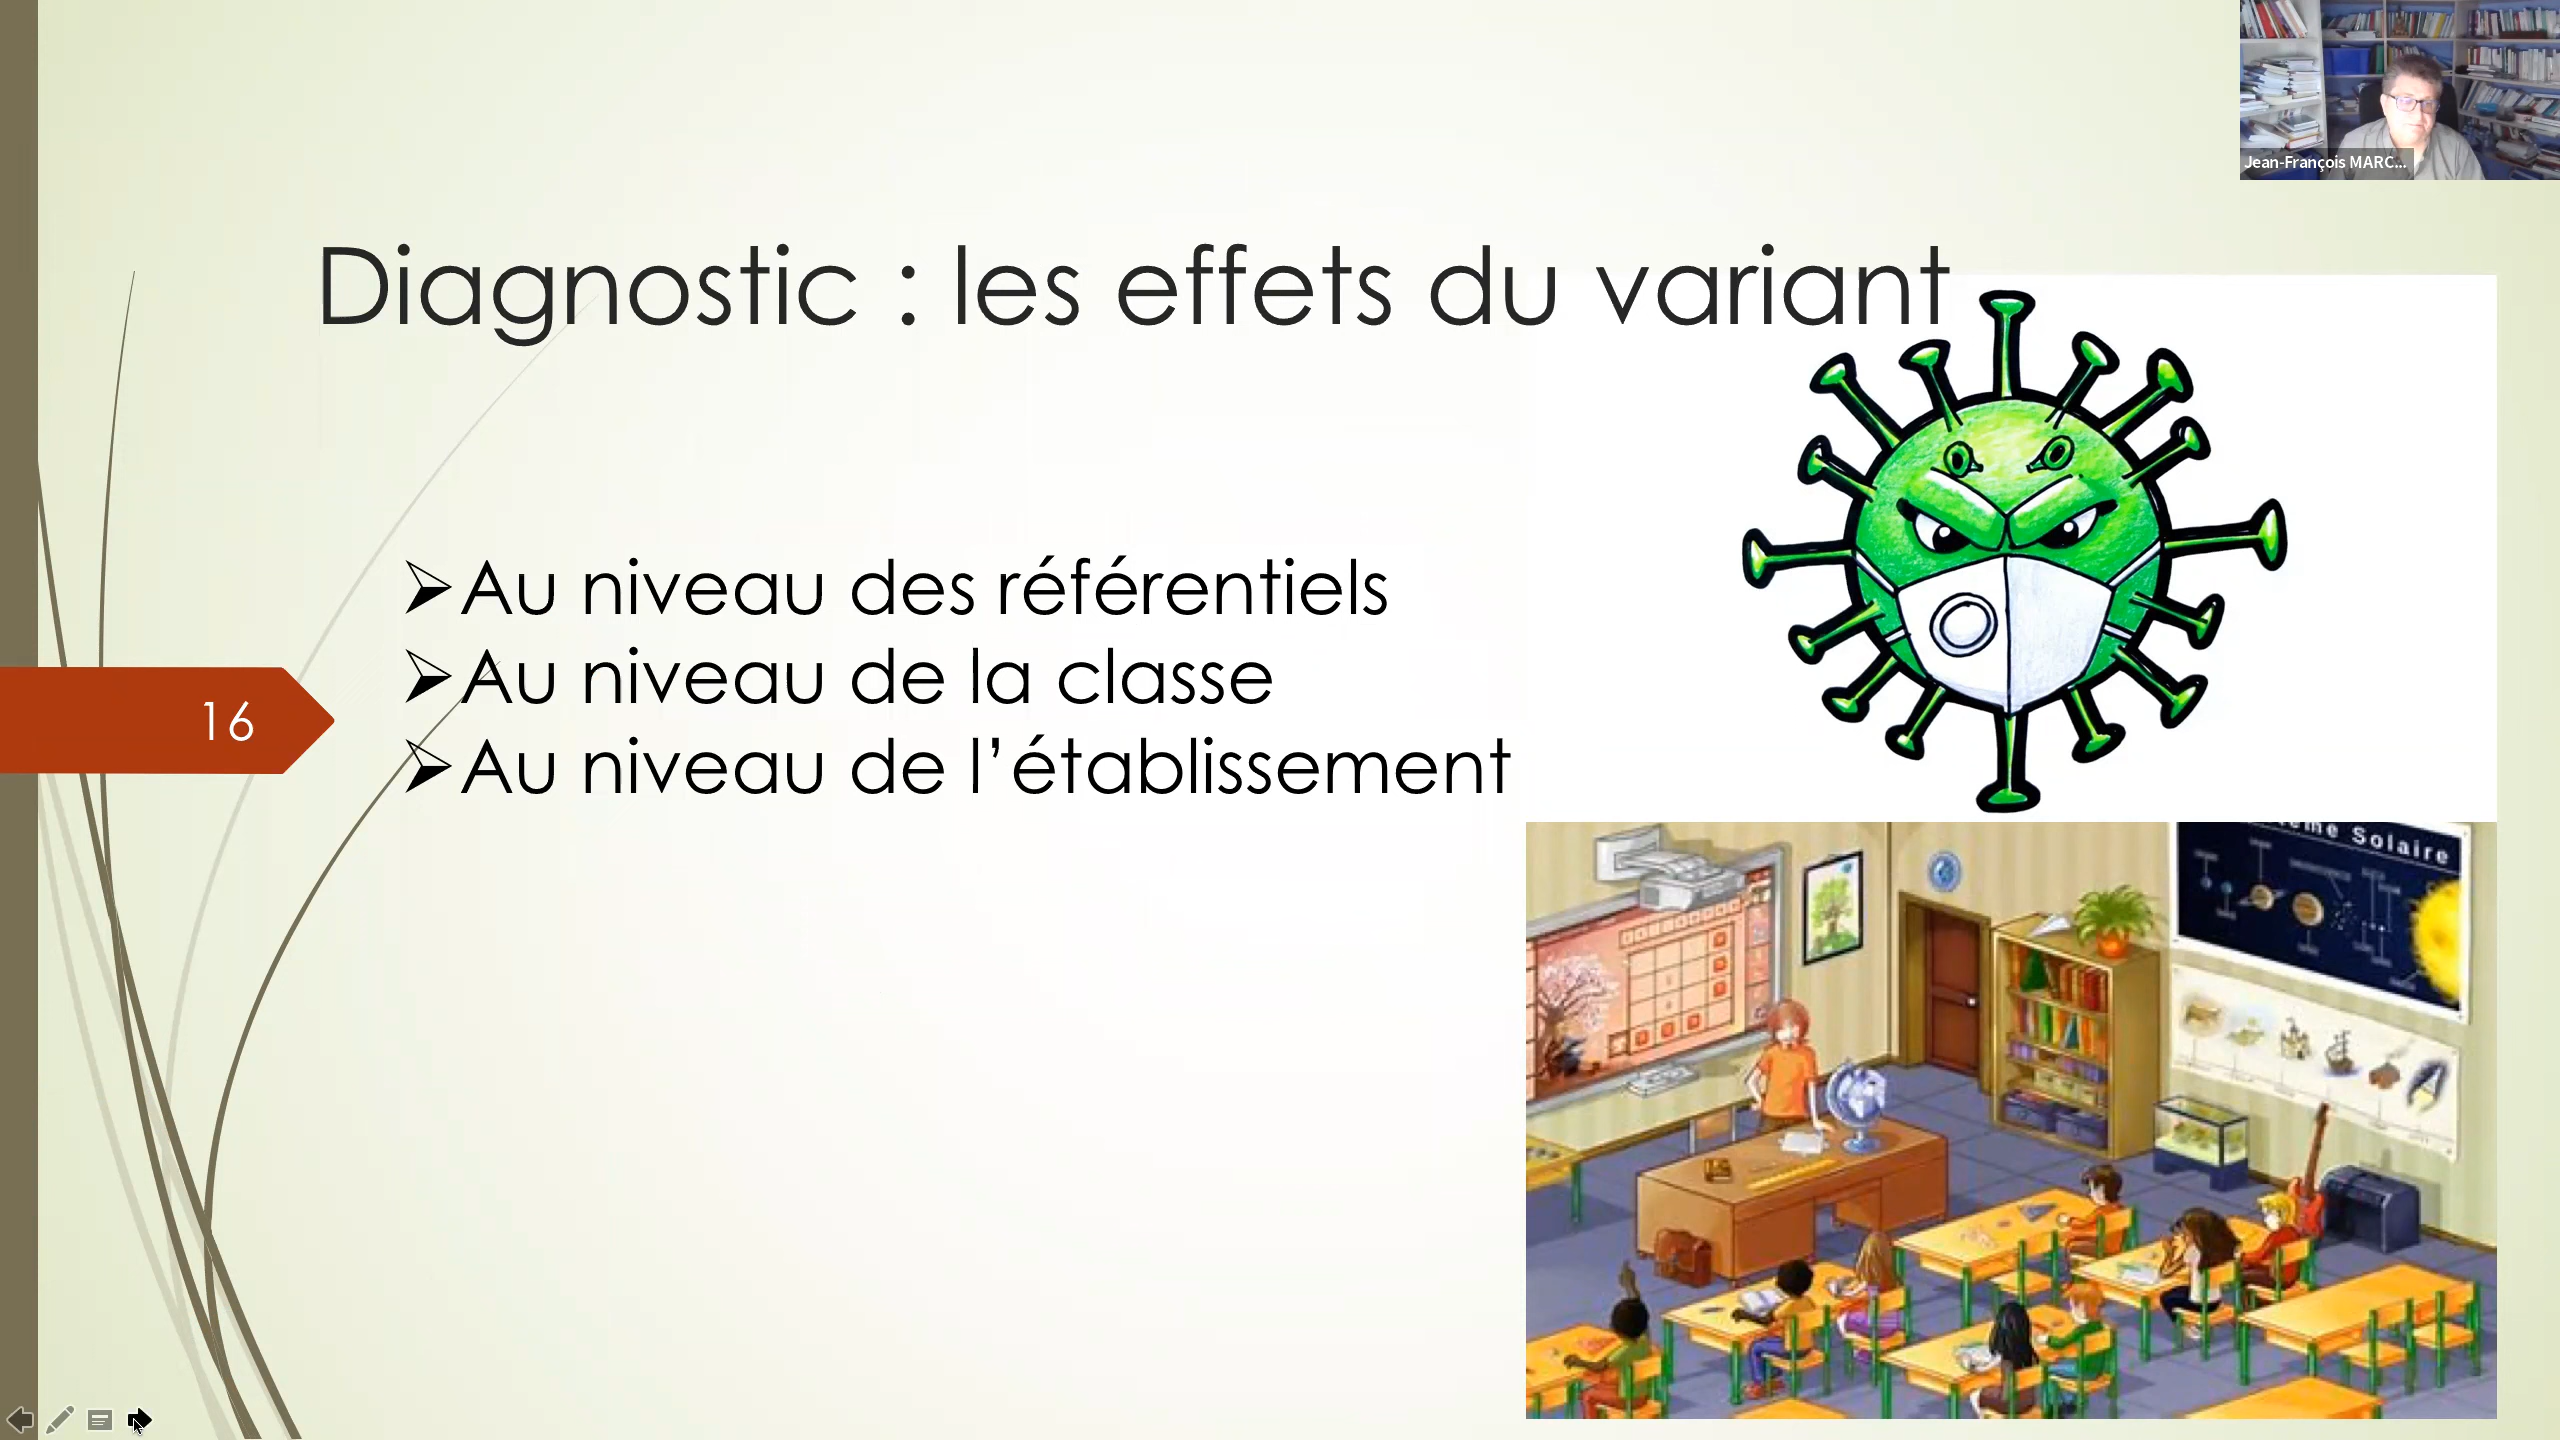 Jean-François MARC...
Diagnostic : les effets du variant
➢Au niveau des référentiels
➢Au niveau de la classe
➢Au niveau de l’établissement
16
ème Solaire